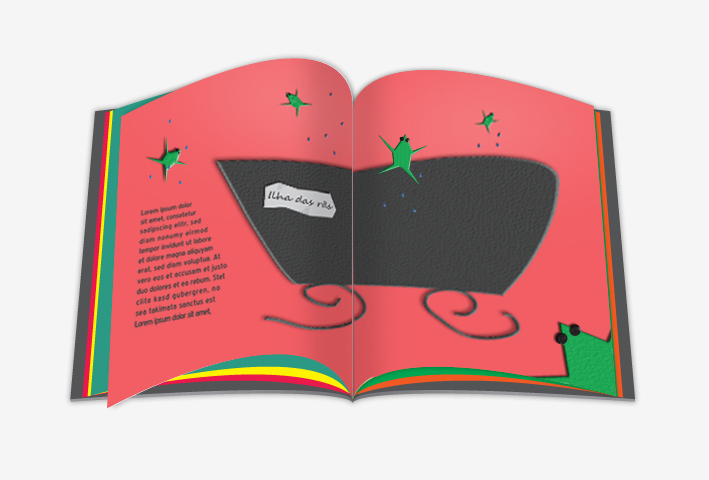 Ilha das rãs
Lorem ipsum dolor
sit amet, consetetur
sadipscing elitr, sed
diam nonumy eirmod
tempor invidunt ut labore
et dolore magna aliquyam
erat, sed diam voluptua. At
vero eos et accusam et justo
duo dolores et ea rebum. Stet
clita kasd gubergren, no
sea takimata sanctus est
Lorem ipsum dolor sit amet.